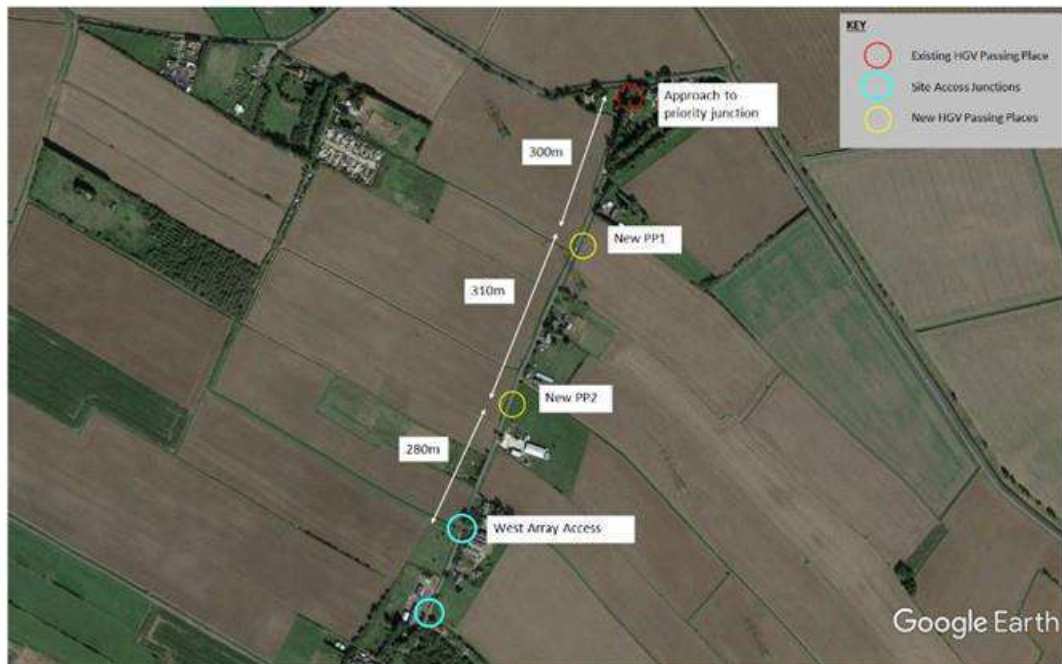 KEY
Existing HGV Passing Place
Site Access Junctions
New HGV Passing Places
Approach to
priority junction
300m
New PP1
310m
New PP2
280m
West Array Access
Google Earth